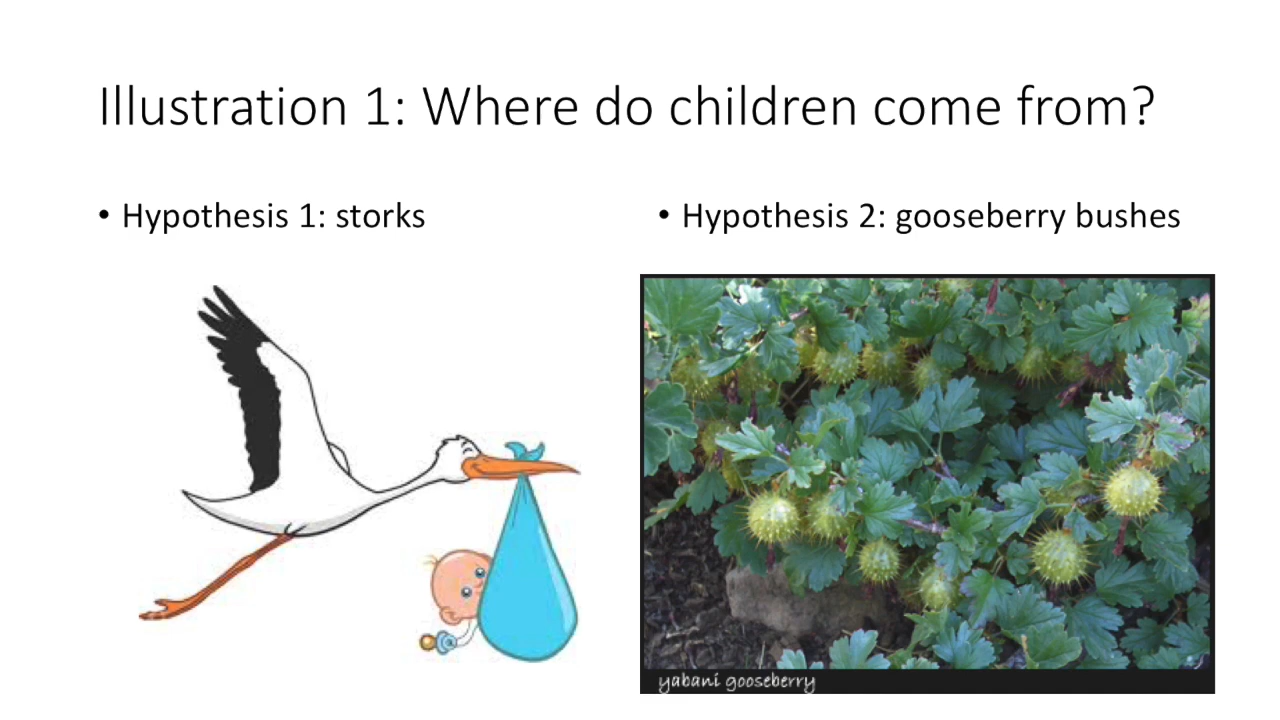 Illustration 1: Where do children come from?
• Hypothesis 1: storks
• Hypothesis 2: gooseberry bushes
yabani gooseberry